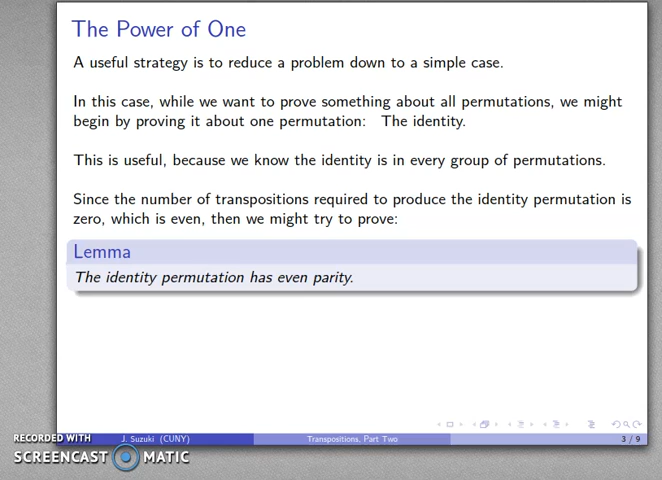 The Power of One
A useful strategy is to reduce a problem down to a simple case.
In this case, while we want to prove something about all permutations, we might
begin by proving it about one permutation: The identity.
This is useful, because we know the identity is in every group of permutations.
Since the number of transpositions required to produce the identity permutation is
zero, which is even, then we might try to prove:
Lemma
The identity permutation has even parity.
RECORDED WITH
SCREENCAST MATIC
J. Suzuki (CUNY)
Transpositions, Part Two
3 / 9